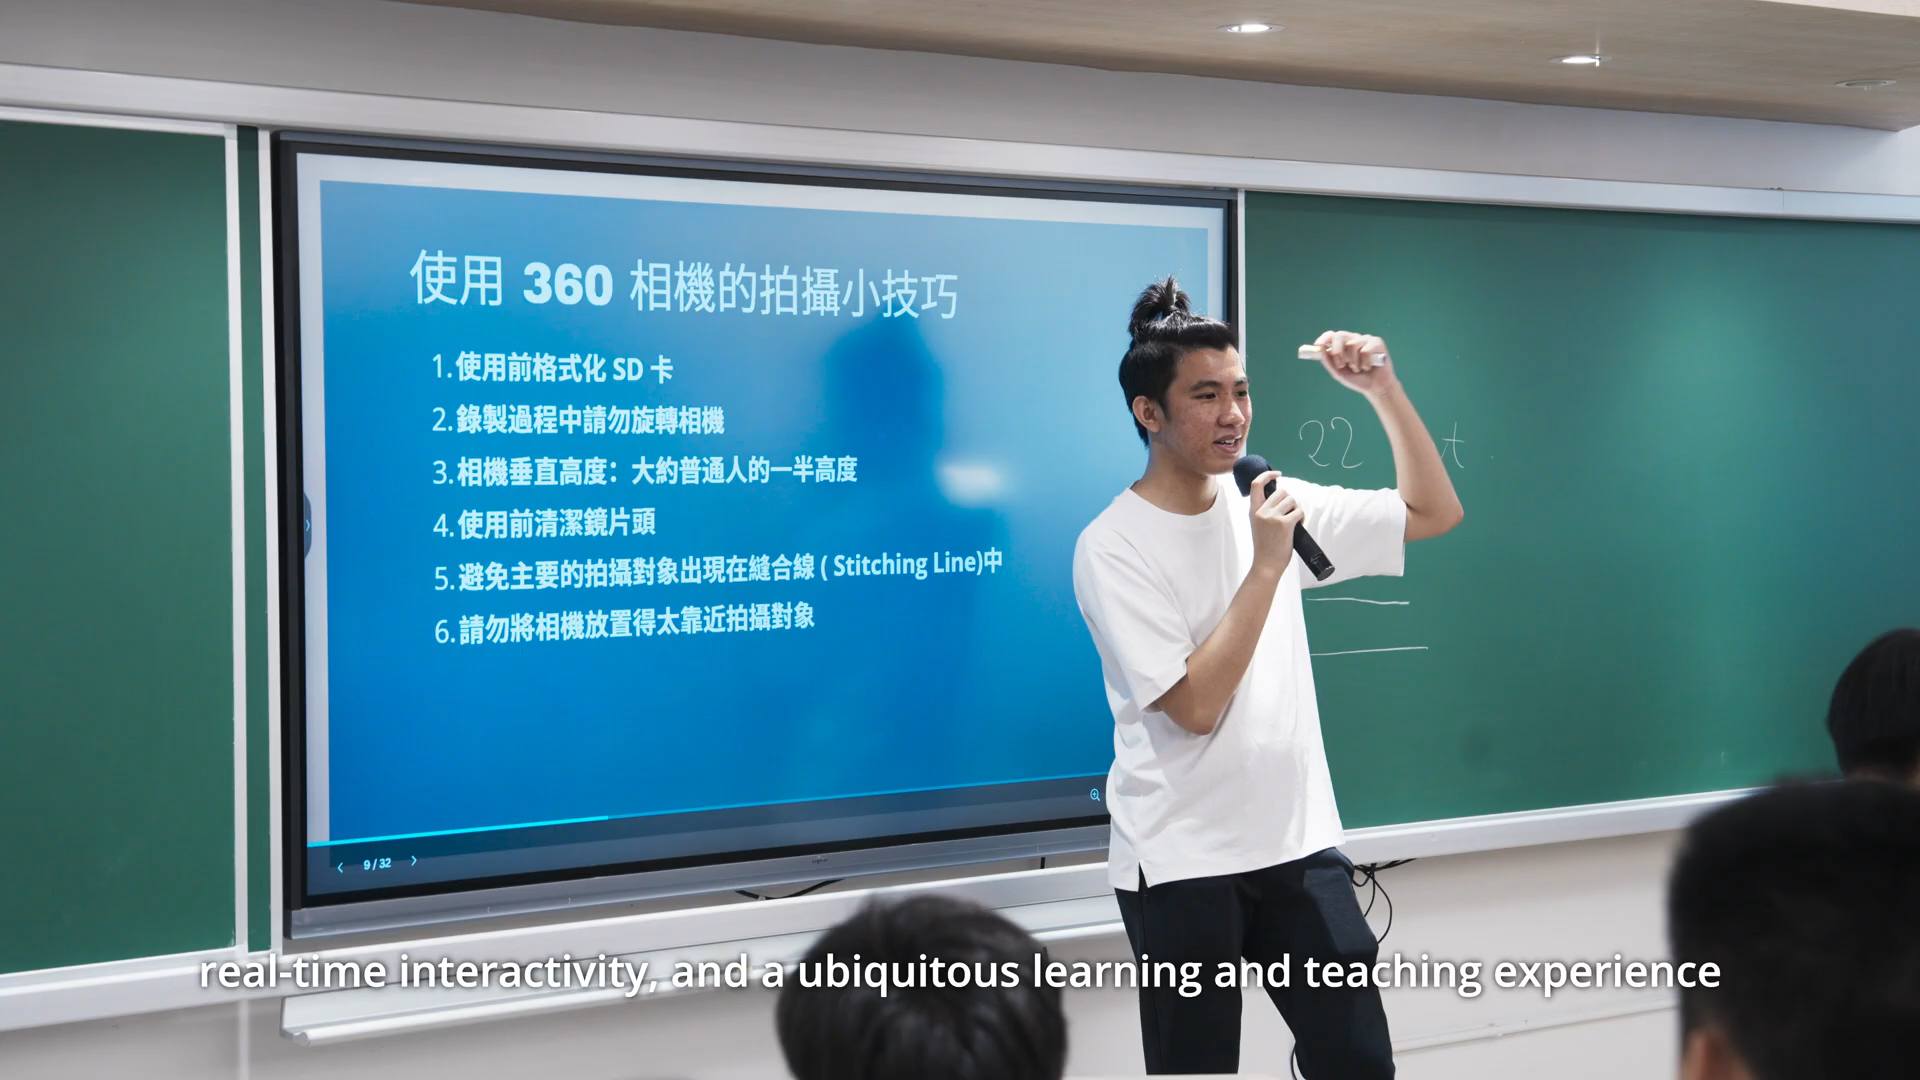 使用 360 相機的拍攝小技巧
1. 使用前格式化 SD 卡
2. 錄製過程中請勿旋轉相機
3. 相機垂直高度：大約普通人的一半高度
4. 使用前清潔鏡片頭
5. 避免主要的拍攝對象出現在縫合線 ( Stitching Line)中
6. 請勿將相機放置得太靠近拍攝對象
22
t
9 / 32
real-time interactivity, and a ubiquitous learning and teaching experience